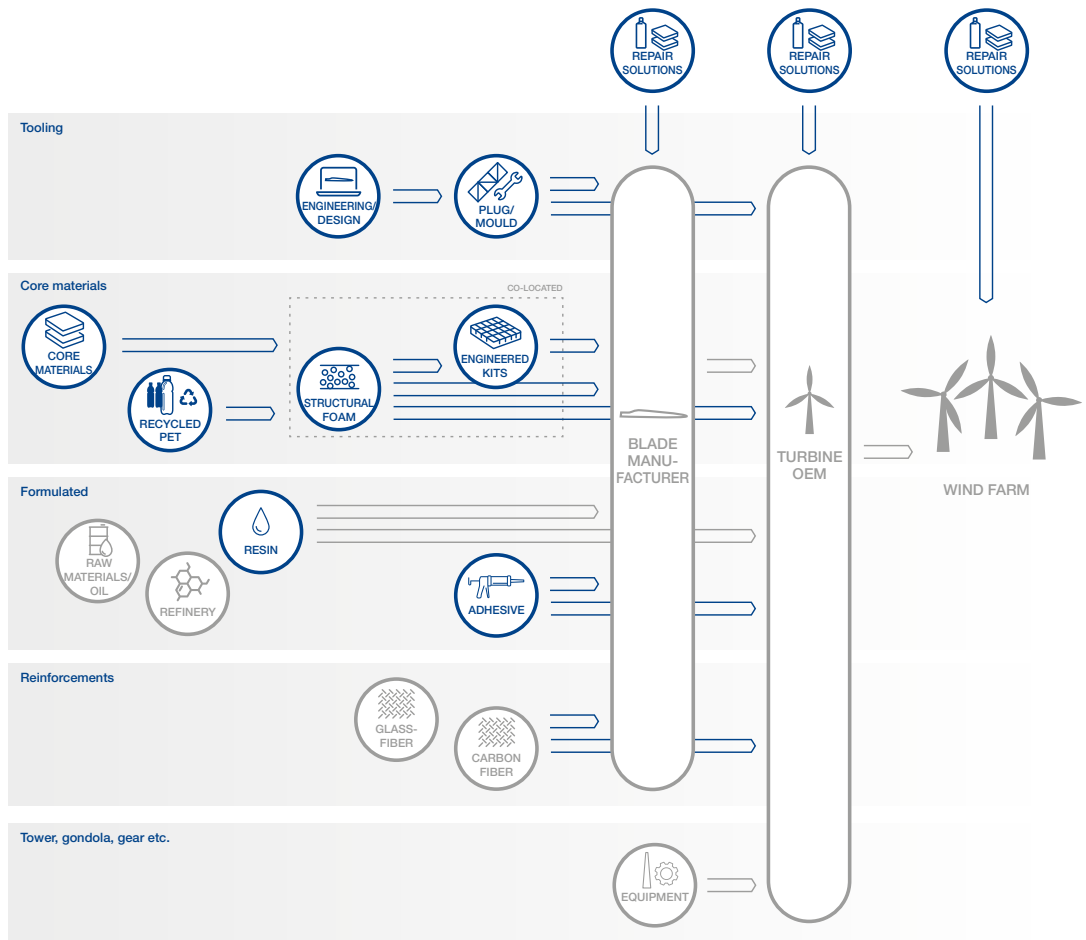 REPAIR
SOLUTIONS
REPAIR
SOLUTIONS
REPAIR
SOLUTIONS
Tooling
ENGINEERING/
DESIGN
PLUG/
MOULD
Core materials
CO-LOCATED
CORE
MATERIALS
RECYCLED
PET
STRUCTURAL
FOAM
ENGINEERED
KITS
BLADE
MANU-
FACTURER
TURBINE
OEM
WIND FARM
Formulated
RAW
MATERIALS/
OIL
REFINERY
RESIN
ADHESIVE
Reinforcements
GLASS-
FIBER
CARBON
FIBER
Tower, gondola, gear etc.
EQUIPMENT